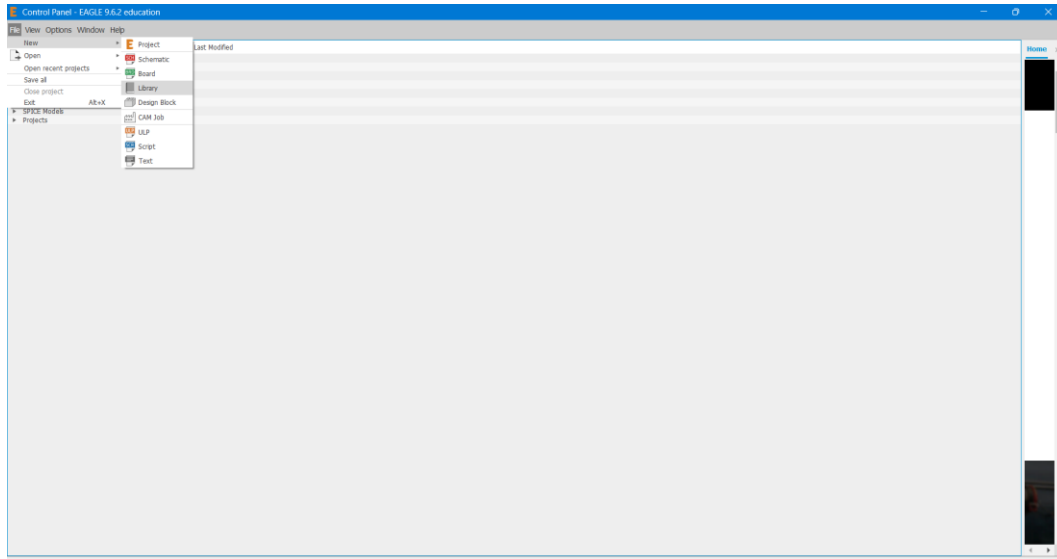 E Control Panel - EAGLE 9.6.2 education
File View Options Window Help
New
Open
Open recent projects
Save all
Close project
Exit Alt+X
SPICE Models
Projects
E Project
Schematic
Board
Library
Design Block
CAM Job
ULP
Script
Text
Last Modified
Home